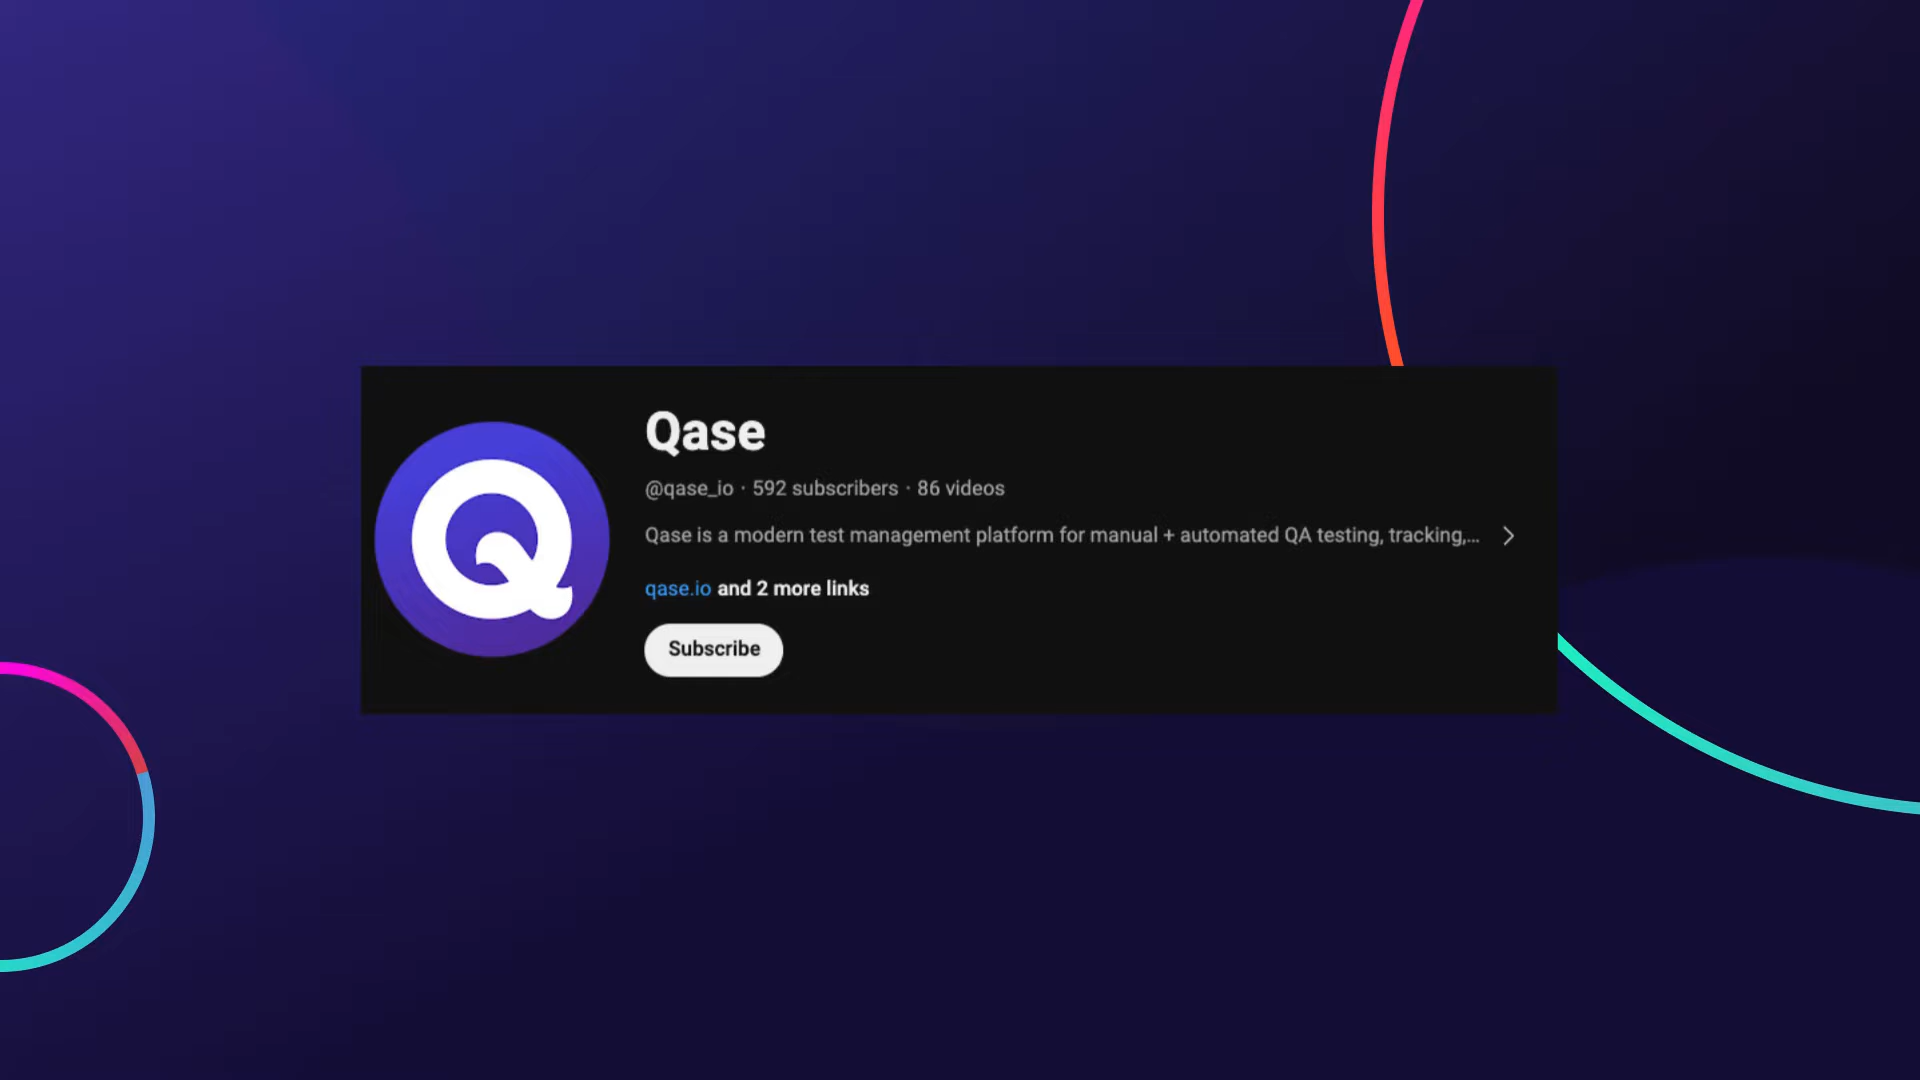 Q
Qase
@qase_io · 592 subscribers · 86 videos
Qase is a modern test management platform for manual + automated QA testing, tracking,...
qase.io and 2 more links
Subscribe